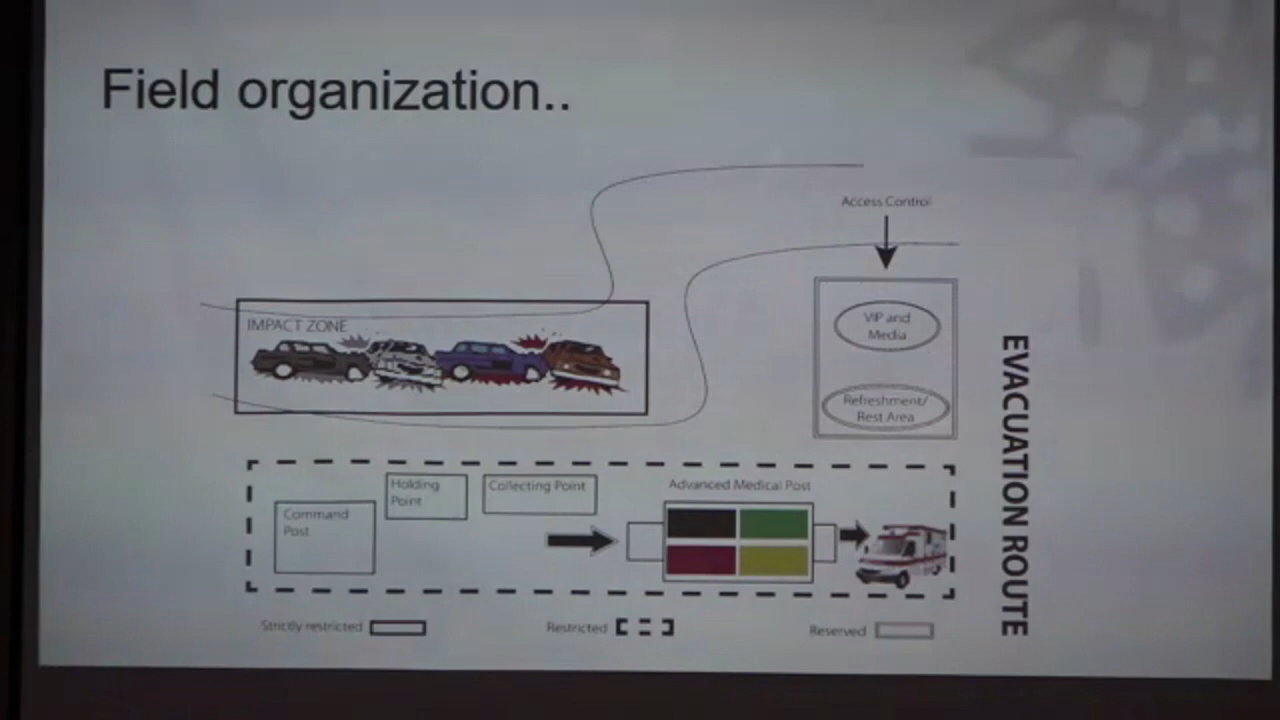 Field organization..
Access Control
IMPACT ZONE
VIP and
Media
Refreshment/
Rest Area
EVACUATION ROUTE
Holding
Point
Collecting Point
Advanced Medical Post
Command
Post
Strictly restricted
Restricted
Reserved